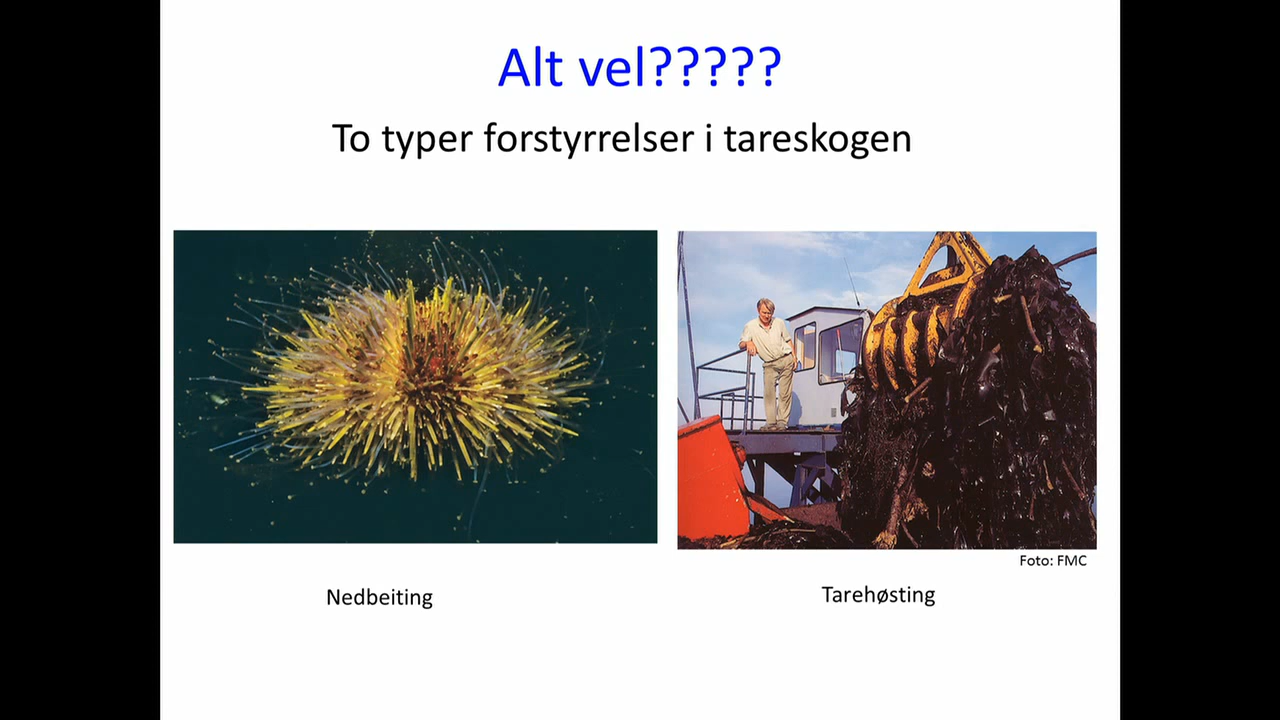 Alt vel?????
To typer forstyrrelser i tareskogen
Foto: FMC
Nedbeiting
Tarehøsting